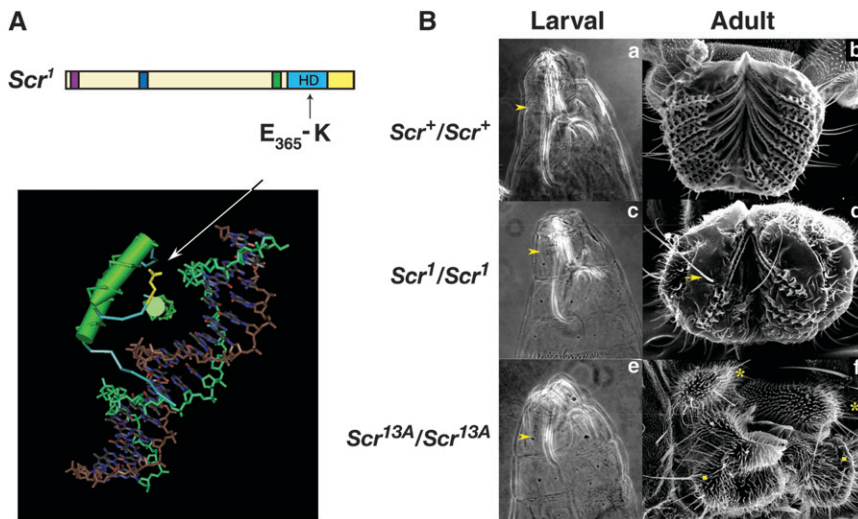 A
Scr¹
HD
E₃₆₅-K
B
Larval Adult
a
b
Scr⁺/Scr⁺
c
d
Scr¹/Scr¹
e
f
*
*
Scr¹³ᴬ/Scr¹³ᴬ